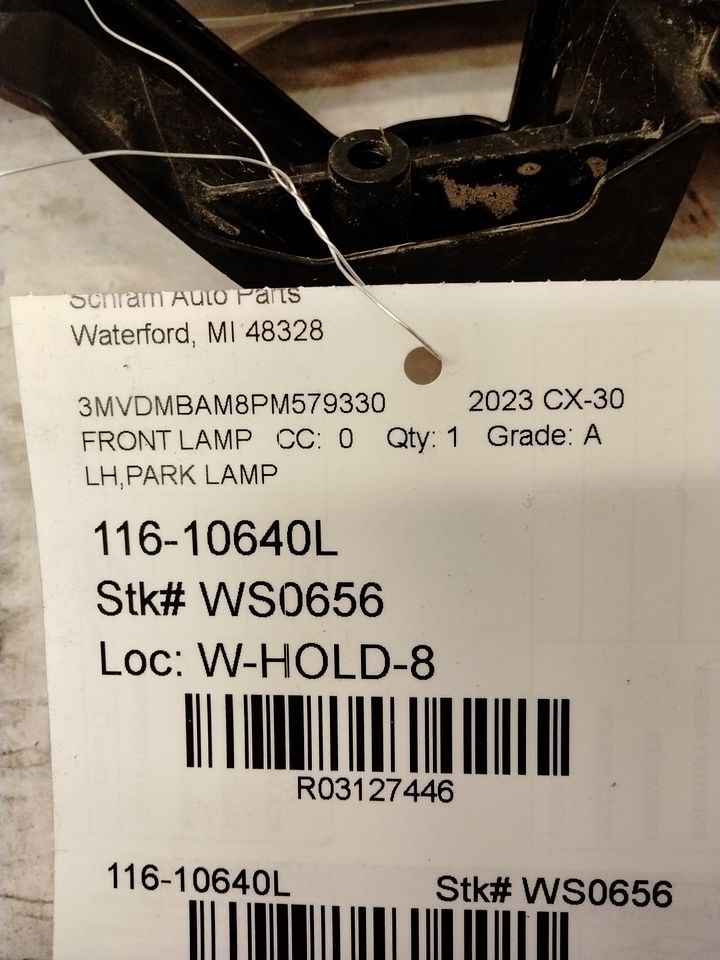 Schram Auto Parts
Waterford, MI 48328
3MVDMBAM8PM579330 2023 CX-30
FRONT LAMP CC: 0 Qty: 1 Grade: A
LH,PARK LAMP
116-10640L
Stk# WS0656
Loc: W-HOLD-8
R03127446
116-10640L Stk# WS0656